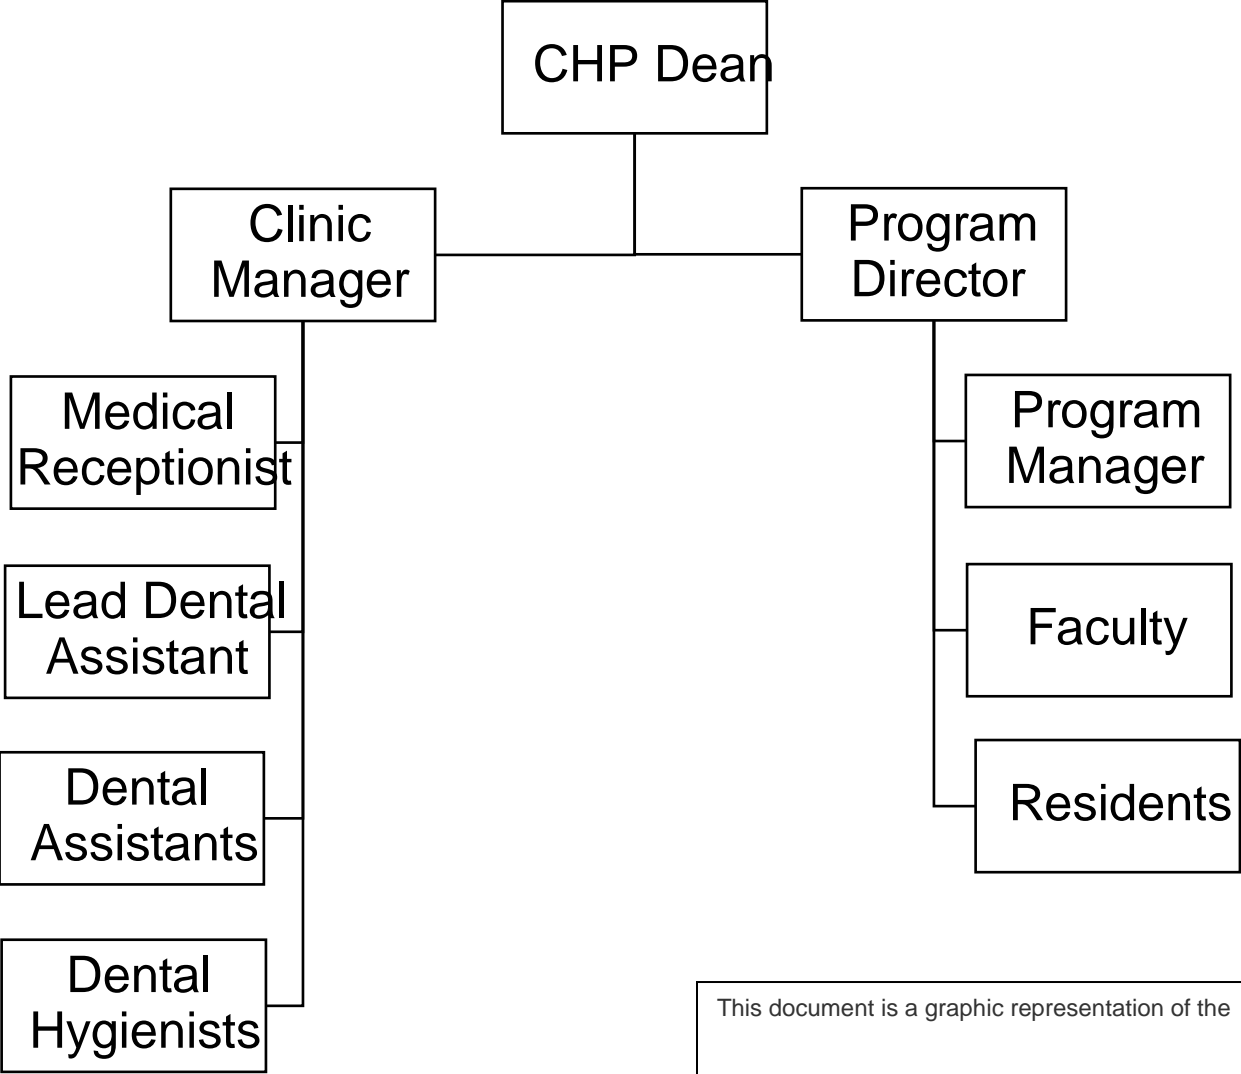 CHP Dean
Clinic
Manager
Program
Director
Medical
Receptionist
Program
Manager
Lead Dental
Assistant
Faculty
Dental
Assistants
Residents
Dental
Hygienists
This document is a graphic representation of the